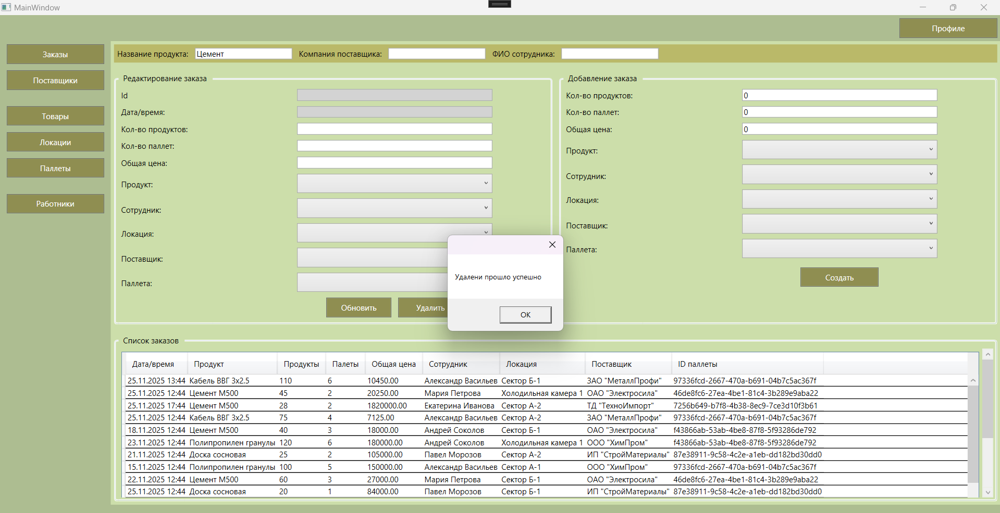 MainWindow
Профиле
Заказы
Поставщики
Товары
Локации
Паллеты
Работники
Название продукта: Цемент Компания поставщика: ФИО сотрудника:
Редактирование заказа
Id
Дата/время:
Кол-во продуктов:
Кол-во паллет:
Общая цена:
Продукт:
Сотрудник:
Локация:
Поставщик:
Паллета:
Обновить Удалить
Добавление заказа
Кол-во продуктов: 0
Кол-во паллет: 0
Общая цена: 0
Продукт:
Сотрудник:
Локация:
Поставщик:
Паллета:
Создать
Удалени прошло успешно
OK
Список заказов
Дата/время Продукт Продукты Палеты Общая цена Сотрудник Локация Поставщик ID паллеты
25.11.2025 13:44 Кабель ВВГ 3x2.5 110 6 10450.00 Александр Васильев Сектор Б-1 ЗАО "МеталлПрофи" 97336fcd-2667-470a-b691-04b7c5ac367f
25.11.2025 12:44 Цемент М500 45 2 20250.00 Мария Петрова Холодильная камера 1 ОАО "Электросила" 46de8fc6-27ea-4be1-81c4-3b289e9aba22
25.11.2025 17:44 Цемент М500 28 2 1820000.00 Екатерина Иванова Сектор А-2 ТД "ТехноИмпорт" 7256b649-b7f8-4b38-8ec9-7ce3d10f3b61
25.11.2025 12:44 Кабель ВВГ 3x2.5 75 4 7125.00 Александр Васильев Сектор А-2 ЗАО "МеталлПрофи" 97336fcd-2667-470a-b691-04b7c5ac367f
18.11.2025 12:44 Цемент М500 40 3 18000.00 Андрей Соколов Сектор Б-1 ОАО "Электросила" f43866ab-53ab-4be8-87f8-5f93286de792
23.11.2025 12:44 Полипропилен гранулы 120 6 180000.00 Андрей Соколов Холодильная камера 1 ООО "ХимПром" f43866ab-53ab-4be8-87f8-5f93286de792
21.11.2025 12:44 Доска сосновая 25 2 105000.00 Павел Морозов Сектор А-2 ИП "СтройМатериалы" 87e38911-9c58-4c2e-a1eb-dd182bd30dd0
15.11.2025 12:44 Полипропилен гранулы 100 5 150000.00 Александр Васильев Сектор А-1 ООО "ХимПром" 97336fcd-2667-470a-b691-04b7c5ac367f
22.11.2025 12:44 Цемент М500 60 3 27000.00 Мария Петрова Сектор Б-1 ОАО "Электросила" 46de8fc6-27ea-4be1-81c4-3b289e9aba22
25.11.2025 12:44 Доска сосновая 20 1 84000.00 Павел Морозов Сектор Б-1 ИП "СтройМатериалы" 87e38911-9c58-4c2e-a1eb-dd182bd30dd0